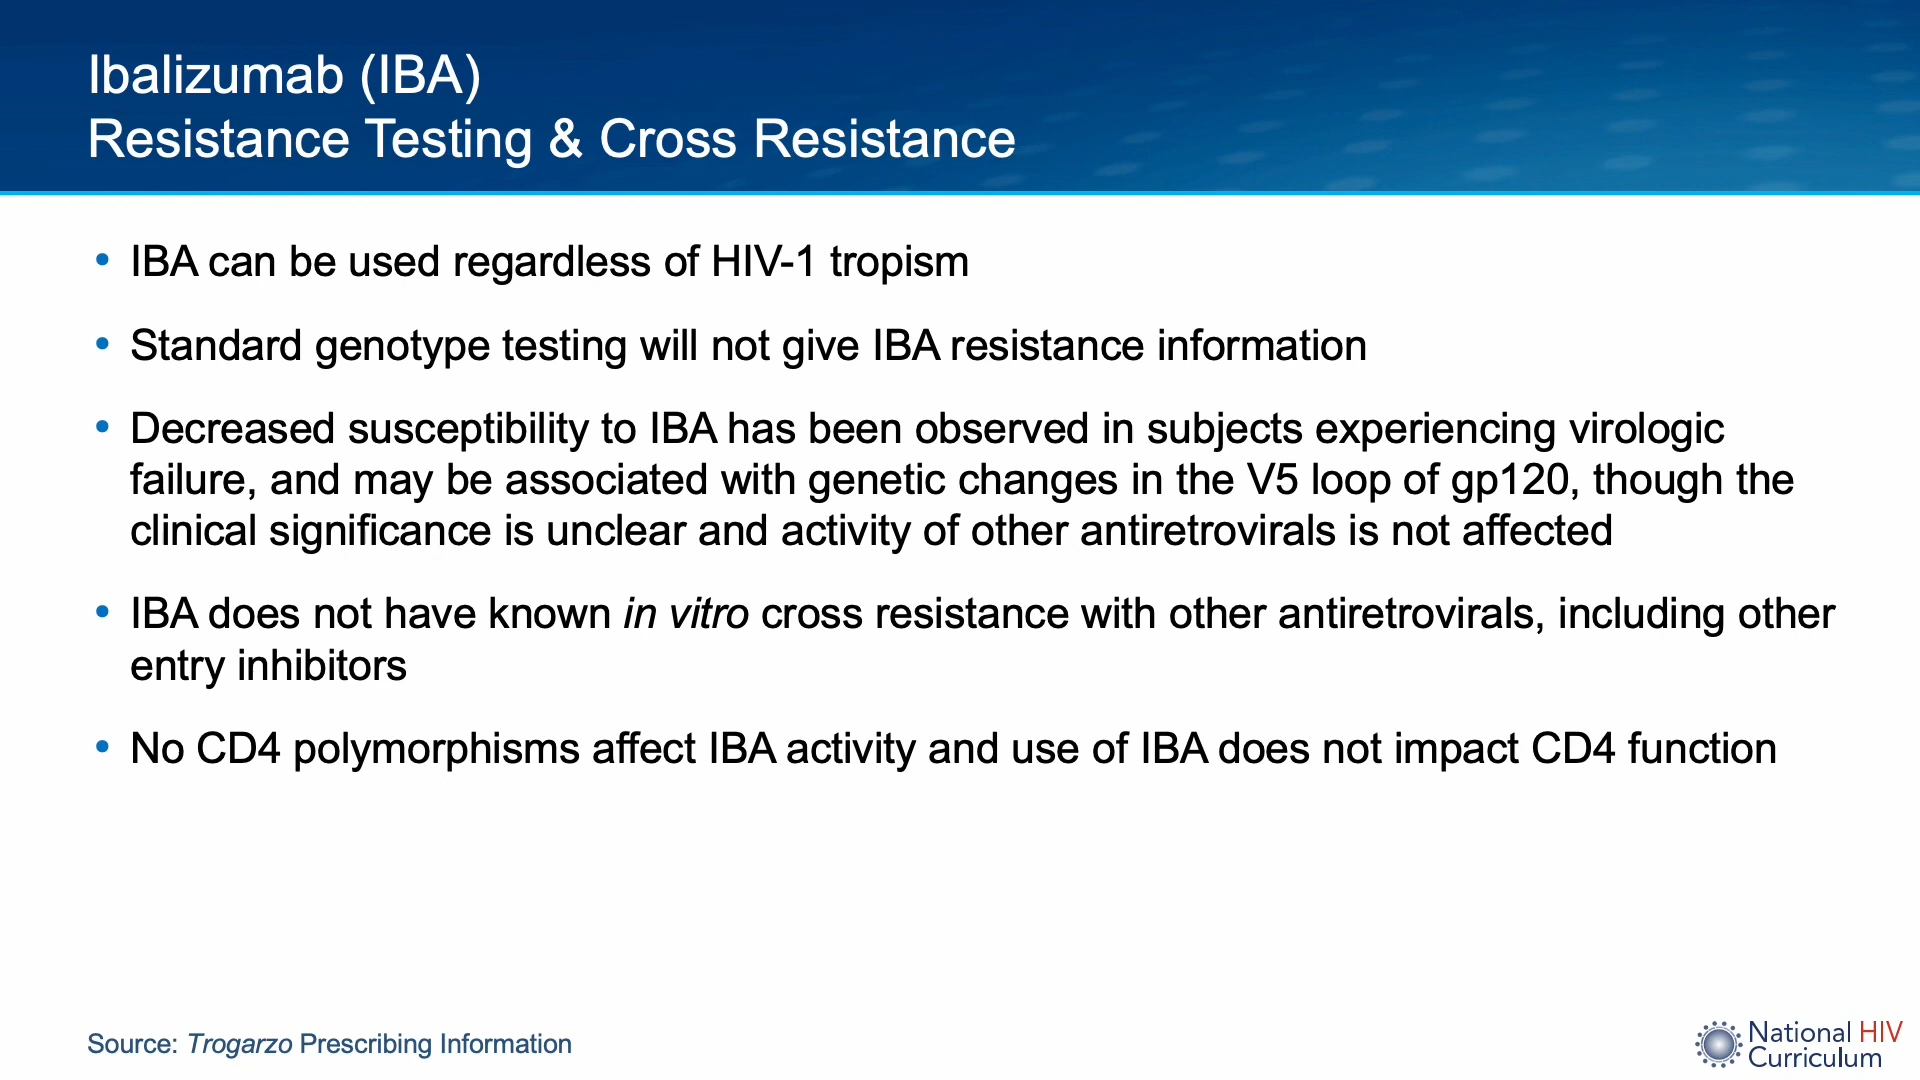 Ibalizumab (IBA)
Resistance Testing & Cross Resistance
• IBA can be used regardless of HIV-1 tropism
• Standard genotype testing will not give IBA resistance information
• Decreased susceptibility to IBA has been observed in subjects experiencing virologic
failure, and may be associated with genetic changes in the V5 loop of gp120, though the
clinical significance is unclear and activity of other antiretrovirals is not affected
• IBA does not have known in vitro cross resistance with other antiretrovirals, including other
entry inhibitors
• No CD4 polymorphisms affect IBA activity and use of IBA does not impact CD4 function
Source: Trogarzo Prescribing Information
National HIV
Curriculum